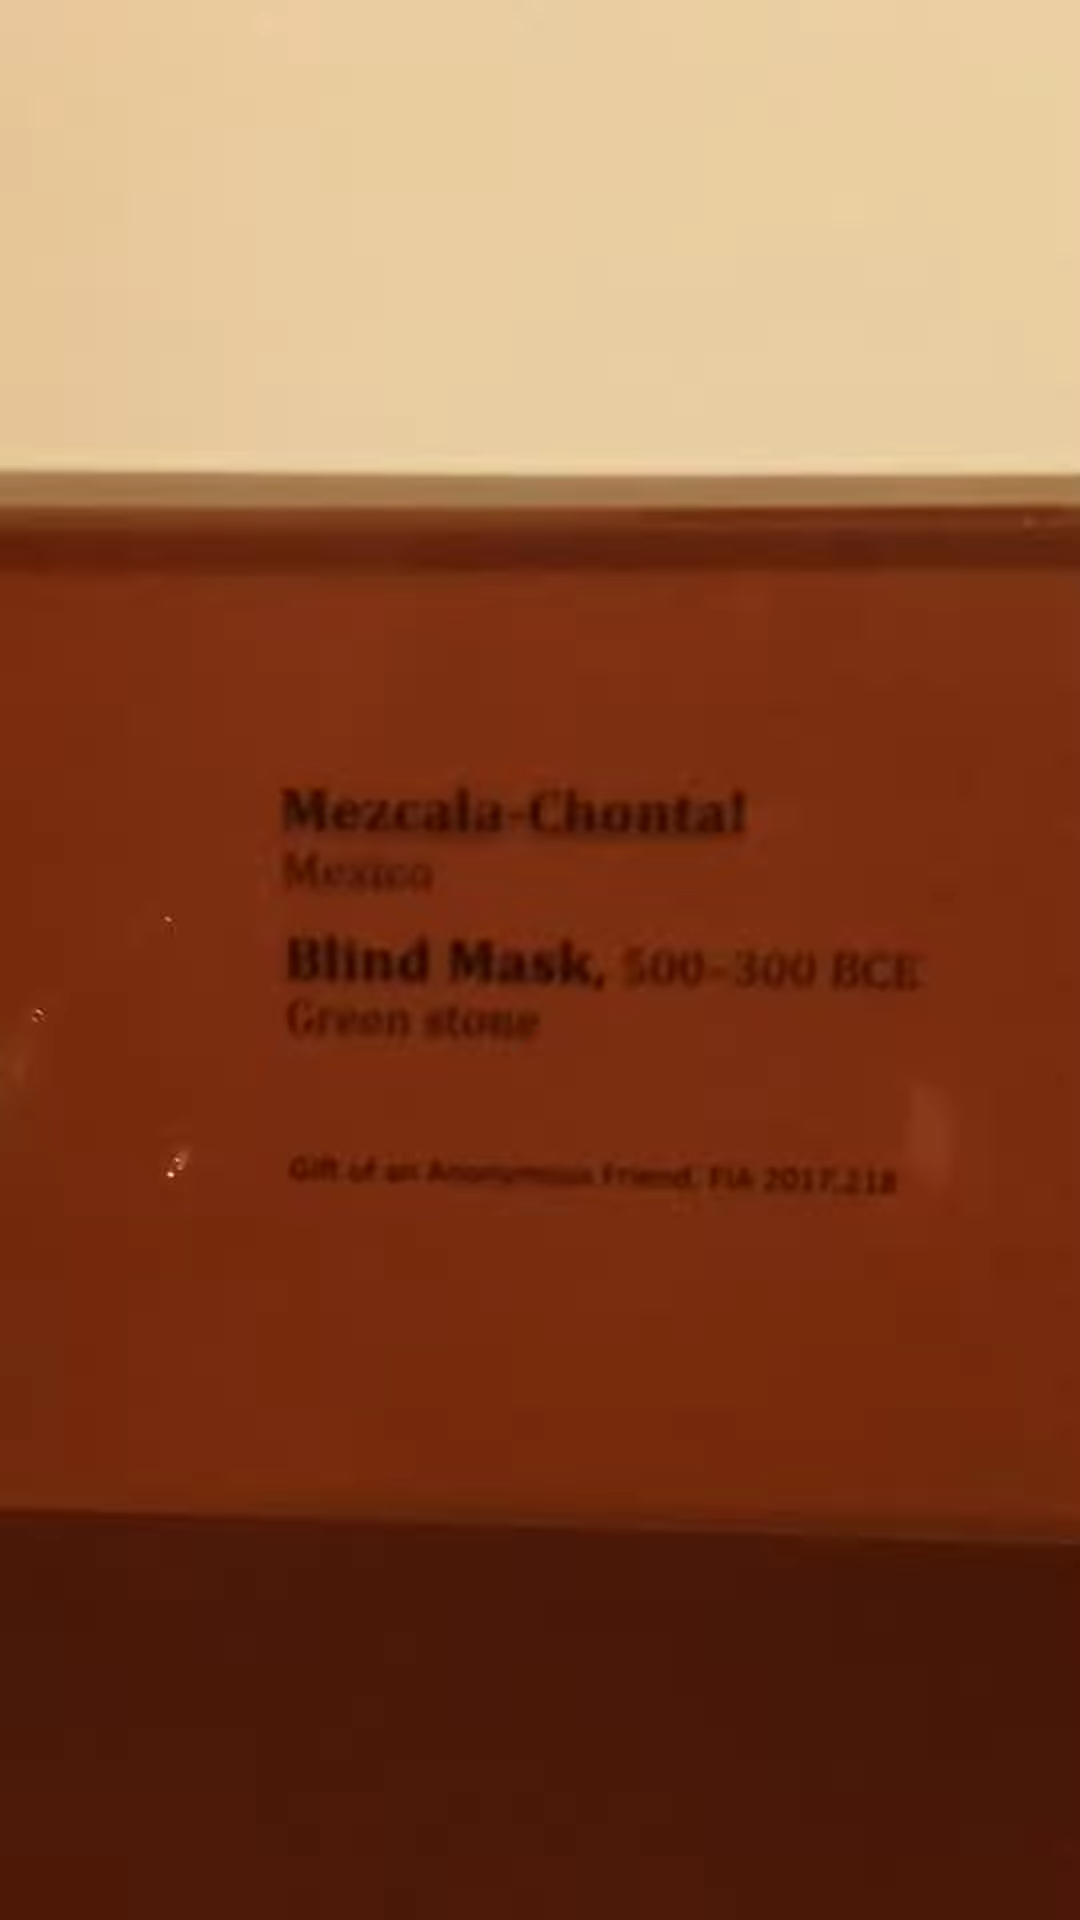 Mezcala-Chontal
Mexico
Blind Mask, 500–300 BCE
Green stone
Gift of an Anonymous Friend, FIA 2017.218